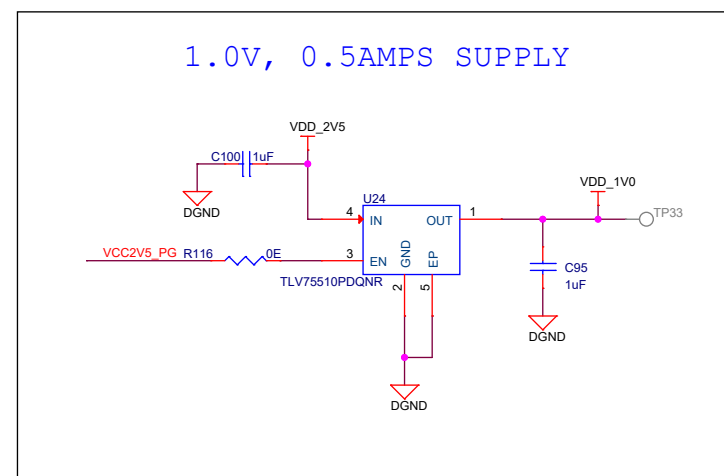 1.0V, 0.5AMPS SUPPLY
VDD_2V5
C100 1uF
DGND
U24
VDD_1V0
TP33
4 IN OUT 1
VCC2V5_PG R116 0E 3 EN
GND EP
TLV75510PDQNR
2 5
C95
1uF
DGND
DGND